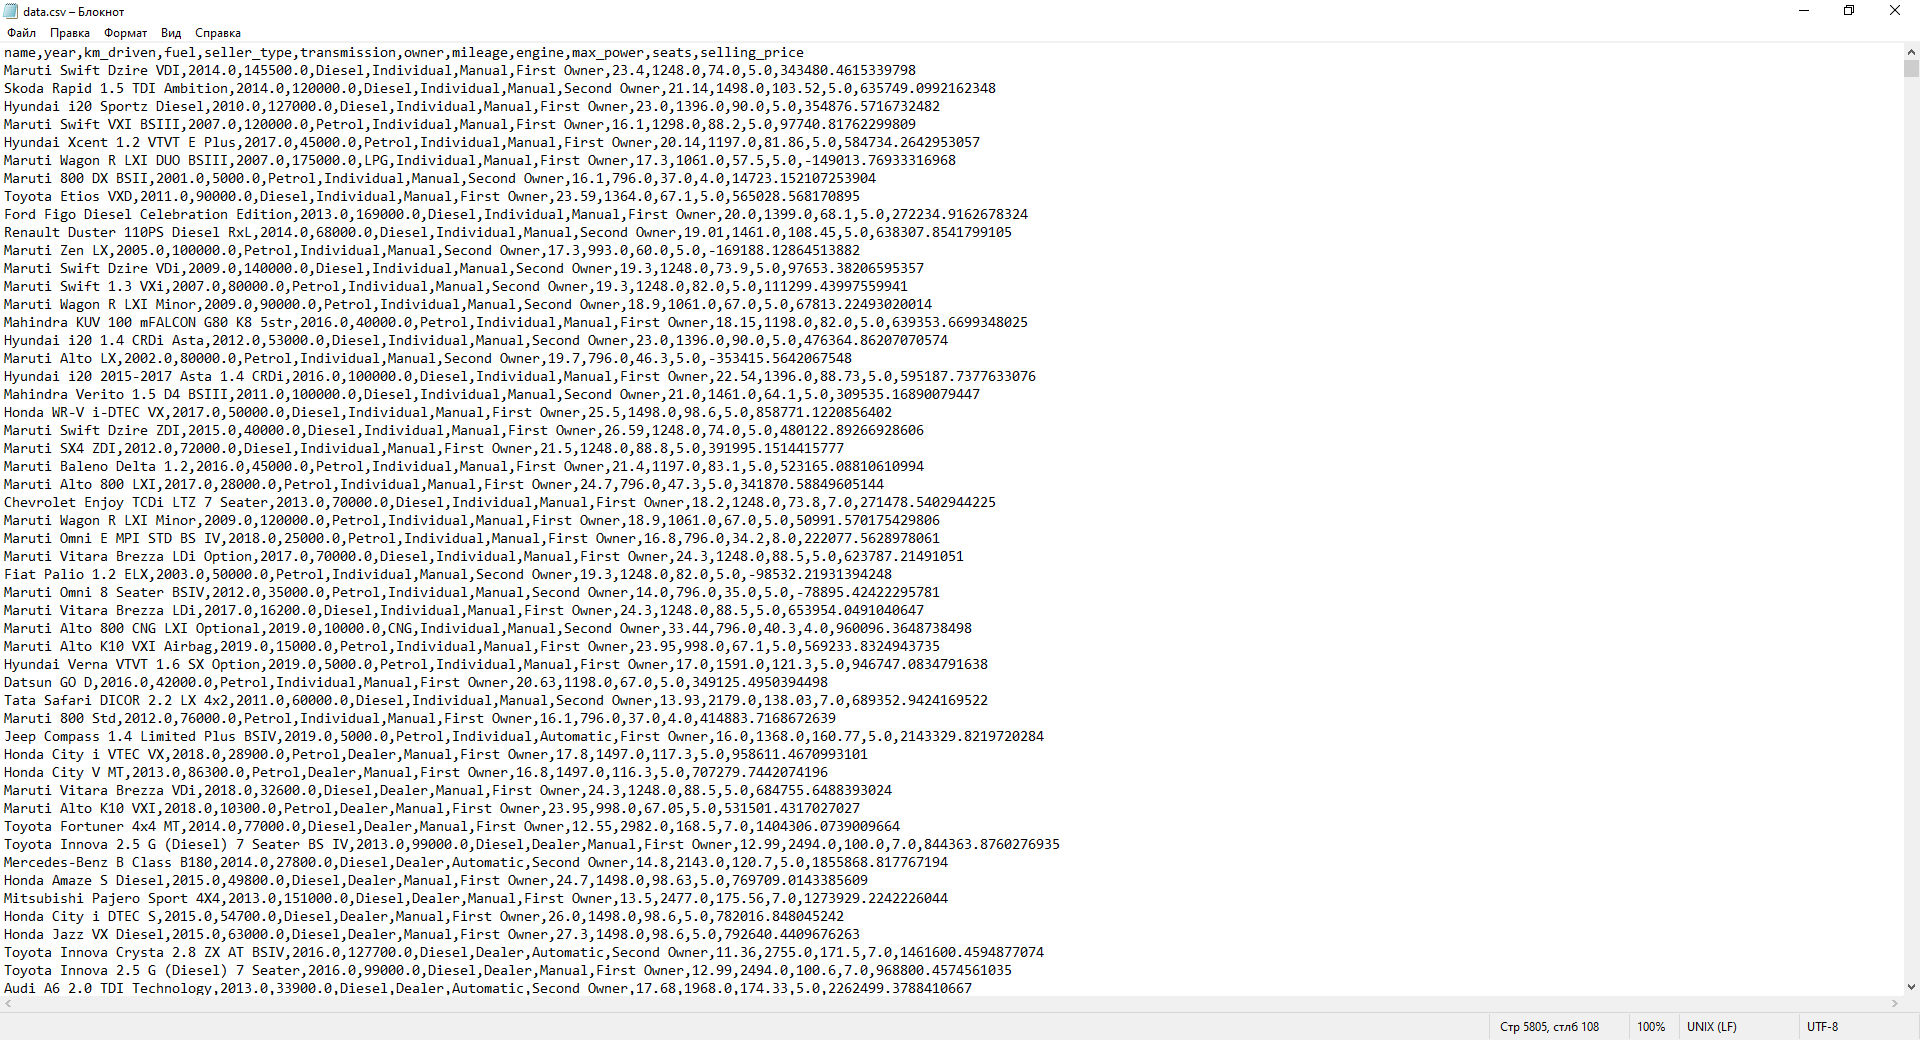 data.csv – Блокнот
Файл Правка Формат Вид Справка
name,year,km_driven,fuel,seller_type,transmission,owner,mileage,engine,max_power,seats,selling_price
Maruti Swift Dzire VDI,2014.0,145500.0,Diesel,Individual,Manual,First Owner,23.4,1248.0,74.0,5.0,343480.4615339798
Skoda Rapid 1.5 TDI Ambition,2014.0,120000.0,Diesel,Individual,Manual,Second Owner,21.14,1498.0,103.52,5.0,635749.0992162348
Hyundai i20 Sportz Diesel,2010.0,127000.0,Diesel,Individual,Manual,First Owner,23.0,1396.0,90.0,5.0,354876.5716732482
Maruti Swift VXI BSIII,2007.0,120000.0,Petrol,Individual,Manual,First Owner,16.1,1298.0,88.2,5.0,97740.81762299809
Hyundai Xcent 1.2 VTVT E Plus,2017.0,45000.0,Petrol,Individual,Manual,First Owner,20.14,1197.0,81.86,5.0,584734.2642953057
Maruti Wagon R LXI DUO BSIII,2007.0,175000.0,LPG,Individual,Manual,First Owner,17.3,1061.0,57.5,5.0,-149013.76933316968
Maruti 800 DX BSII,2001.0,5000.0,Petrol,Individual,Manual,Second Owner,16.1,796.0,37.0,4.0,14723.152107253904
Toyota Etios VXD,2011.0,90000.0,Diesel,Individual,Manual,First Owner,23.59,1364.0,67.1,5.0,565028.568170895
Ford Figo Diesel Celebration Edition,2013.0,169000.0,Diesel,Individual,Manual,First Owner,20.0,1399.0,68.1,5.0,272234.9162678324
Renault Duster 110PS Diesel RxL,2014.0,68000.0,Diesel,Individual,Manual,Second Owner,19.01,1461.0,108.45,5.0,638307.8541799105
Maruti Zen LX,2005.0,100000.0,Petrol,Individual,Manual,Second Owner,17.3,993.0,60.0,5.0,-169188.12864513882
Maruti Swift Dzire VDi,2009.0,140000.0,Diesel,Individual,Manual,Second Owner,19.3,1248.0,73.9,5.0,97653.38206595357
Maruti Swift 1.3 VXi,2007.0,80000.0,Petrol,Individual,Manual,Second Owner,19.3,1248.0,82.0,5.0,111299.43997559941
Maruti Wagon R LXI Minor,2009.0,90000.0,Petrol,Individual,Manual,Second Owner,18.9,1061.0,67.0,5.0,67813.22493020014
Mahindra KUV 100 mFALCON G80 K8 5str,2016.0,40000.0,Petrol,Individual,Manual,First Owner,18.15,1198.0,82.0,5.0,639353.6699348025
Hyundai i20 1.4 CRDi Asta,2012.0,53000.0,Diesel,Individual,Manual,Second Owner,23.0,1396.0,90.0,5.0,476364.86207070574
Maruti Alto LX,2002.0,80000.0,Petrol,Individual,Manual,Second Owner,19.7,796.0,46.3,5.0,-353415.5642067548
Hyundai i20 2015-2017 Asta 1.4 CRDi,2016.0,100000.0,Diesel,Individual,Manual,First Owner,22.54,1396.0,88.73,5.0,595187.7377633076
Mahindra Verito 1.5 D4 BSIII,2011.0,100000.0,Diesel,Individual,Manual,Second Owner,21.0,1461.0,64.1,5.0,309535.16890079447
Honda WR-V i-DTEC VX,2017.0,50000.0,Diesel,Individual,Manual,First Owner,25.5,1498.0,98.6,5.0,858771.1220856402
Maruti Swift Dzire ZDI,2015.0,40000.0,Diesel,Individual,Manual,First Owner,26.59,1248.0,74.0,5.0,480122.89266928606
Maruti SX4 ZDI,2012.0,72000.0,Diesel,Individual,Manual,First Owner,21.5,1248.0,88.8,5.0,391995.1514415777
Maruti Baleno Delta 1.2,2016.0,45000.0,Petrol,Individual,Manual,First Owner,21.4,1197.0,83.1,5.0,523165.08810610994
Maruti Alto 800 LXI,2017.0,28000.0,Petrol,Individual,Manual,First Owner,24.7,796.0,47.3,5.0,341870.58849605144
Chevrolet Enjoy TCDi LTZ 7 Seater,2013.0,70000.0,Diesel,Individual,Manual,First Owner,18.2,1248.0,73.8,7.0,271478.5402944225
Maruti Wagon R LXI Minor,2009.0,120000.0,Petrol,Individual,Manual,First Owner,18.9,1061.0,67.0,5.0,50991.570175429806
Maruti Omni E MPI STD BS IV,2018.0,25000.0,Petrol,Individual,Manual,First Owner,16.8,796.0,34.2,8.0,222077.5628978061
Maruti Vitara Brezza LDi Option,2017.0,70000.0,Diesel,Individual,Manual,First Owner,24.3,1248.0,88.5,5.0,623787.21491051
Fiat Palio 1.2 ELX,2003.0,50000.0,Petrol,Individual,Manual,Second Owner,19.3,1248.0,82.0,5.0,-98532.21931394248
Maruti Omni 8 Seater BSIV,2012.0,35000.0,Petrol,Individual,Manual,Second Owner,14.0,796.0,35.0,5.0,-78895.42422295781
Maruti Vitara Brezza LDi,2017.0,16200.0,Diesel,Individual,Manual,First Owner,24.3,1248.0,88.5,5.0,653954.0491040647
Maruti Alto 800 CNG LXI Optional,2019.0,10000.0,CNG,Individual,Manual,Second Owner,33.44,796.0,40.3,4.0,960096.3648738498
Maruti Alto K10 VXI Airbag,2019.0,15000.0,Petrol,Individual,Manual,First Owner,23.95,998.0,67.1,5.0,569233.8324943735
Hyundai Verna VTVT 1.6 SX Option,2019.0,5000.0,Petrol,Individual,Manual,First Owner,17.0,1591.0,121.3,5.0,946747.0834791638
Datsun GO D,2016.0,42000.0,Petrol,Individual,Manual,First Owner,20.63,1198.0,67.0,5.0,349125.4950394498
Tata Safari DICOR 2.2 LX 4x2,2011.0,60000.0,Diesel,Individual,Manual,Second Owner,13.93,2179.0,138.03,7.0,689352.9424169522
Maruti 800 Std,2012.0,76000.0,Petrol,Individual,Manual,First Owner,16.1,796.0,37.0,4.0,414883.7168672639
Jeep Compass 1.4 Limited Plus BSIV,2019.0,5000.0,Petrol,Individual,Automatic,First Owner,16.0,1368.0,160.77,5.0,2143329.8219720284
Honda City i VTEC VX,2018.0,28900.0,Petrol,Dealer,Manual,First Owner,17.8,1497.0,117.3,5.0,958611.4670993101
Honda City V MT,2013.0,86300.0,Petrol,Dealer,Manual,First Owner,16.8,1497.0,116.3,5.0,707279.7442074196
Maruti Vitara Brezza VDi,2018.0,32600.0,Diesel,Dealer,Manual,First Owner,24.3,1248.0,88.5,5.0,684755.6488393024
Maruti Alto K10 VXI,2018.0,10300.0,Petrol,Dealer,Manual,First Owner,23.95,998.0,67.05,5.0,531501.4317027027
Toyota Fortuner 4x4 MT,2014.0,77000.0,Diesel,Dealer,Manual,First Owner,12.55,2982.0,168.5,7.0,1404306.0739009664
Toyota Innova 2.5 G (Diesel) 7 Seater BS IV,2013.0,99000.0,Diesel,Dealer,Manual,First Owner,12.99,2494.0,100.0,7.0,844363.8760276935
Mercedes-Benz B Class B180,2014.0,27800.0,Diesel,Dealer,Automatic,Second Owner,14.8,2143.0,120.7,5.0,1855868.817767194
Honda Amaze S Diesel,2015.0,49800.0,Diesel,Dealer,Manual,First Owner,24.7,1498.0,98.63,5.0,769709.0143385609
Mitsubishi Pajero Sport 4X4,2013.0,151000.0,Diesel,Dealer,Manual,First Owner,13.5,2477.0,175.56,7.0,1273929.2242226044
Honda City i DTEC S,2015.0,54700.0,Diesel,Dealer,Manual,First Owner,26.0,1498.0,98.6,5.0,782016.848045242
Honda Jazz VX Diesel,2015.0,63000.0,Diesel,Dealer,Manual,First Owner,27.3,1498.0,98.6,5.0,792640.4409676263
Toyota Innova Crysta 2.8 ZX AT BSIV,2016.0,127700.0,Diesel,Dealer,Automatic,Second Owner,11.36,2755.0,171.5,7.0,1461600.4594877074
Toyota Innova 2.5 G (Diesel) 7 Seater,2016.0,99000.0,Diesel,Dealer,Manual,First Owner,12.99,2494.0,100.6,7.0,968800.4574561035
Audi A6 2.0 TDI Technology,2013.0,33900.0,Diesel,Dealer,Automatic,Second Owner,17.68,1968.0,174.33,5.0,2262499.3788410667
Стр 5805, стлб 108 100% UNIX (LF) UTF-8